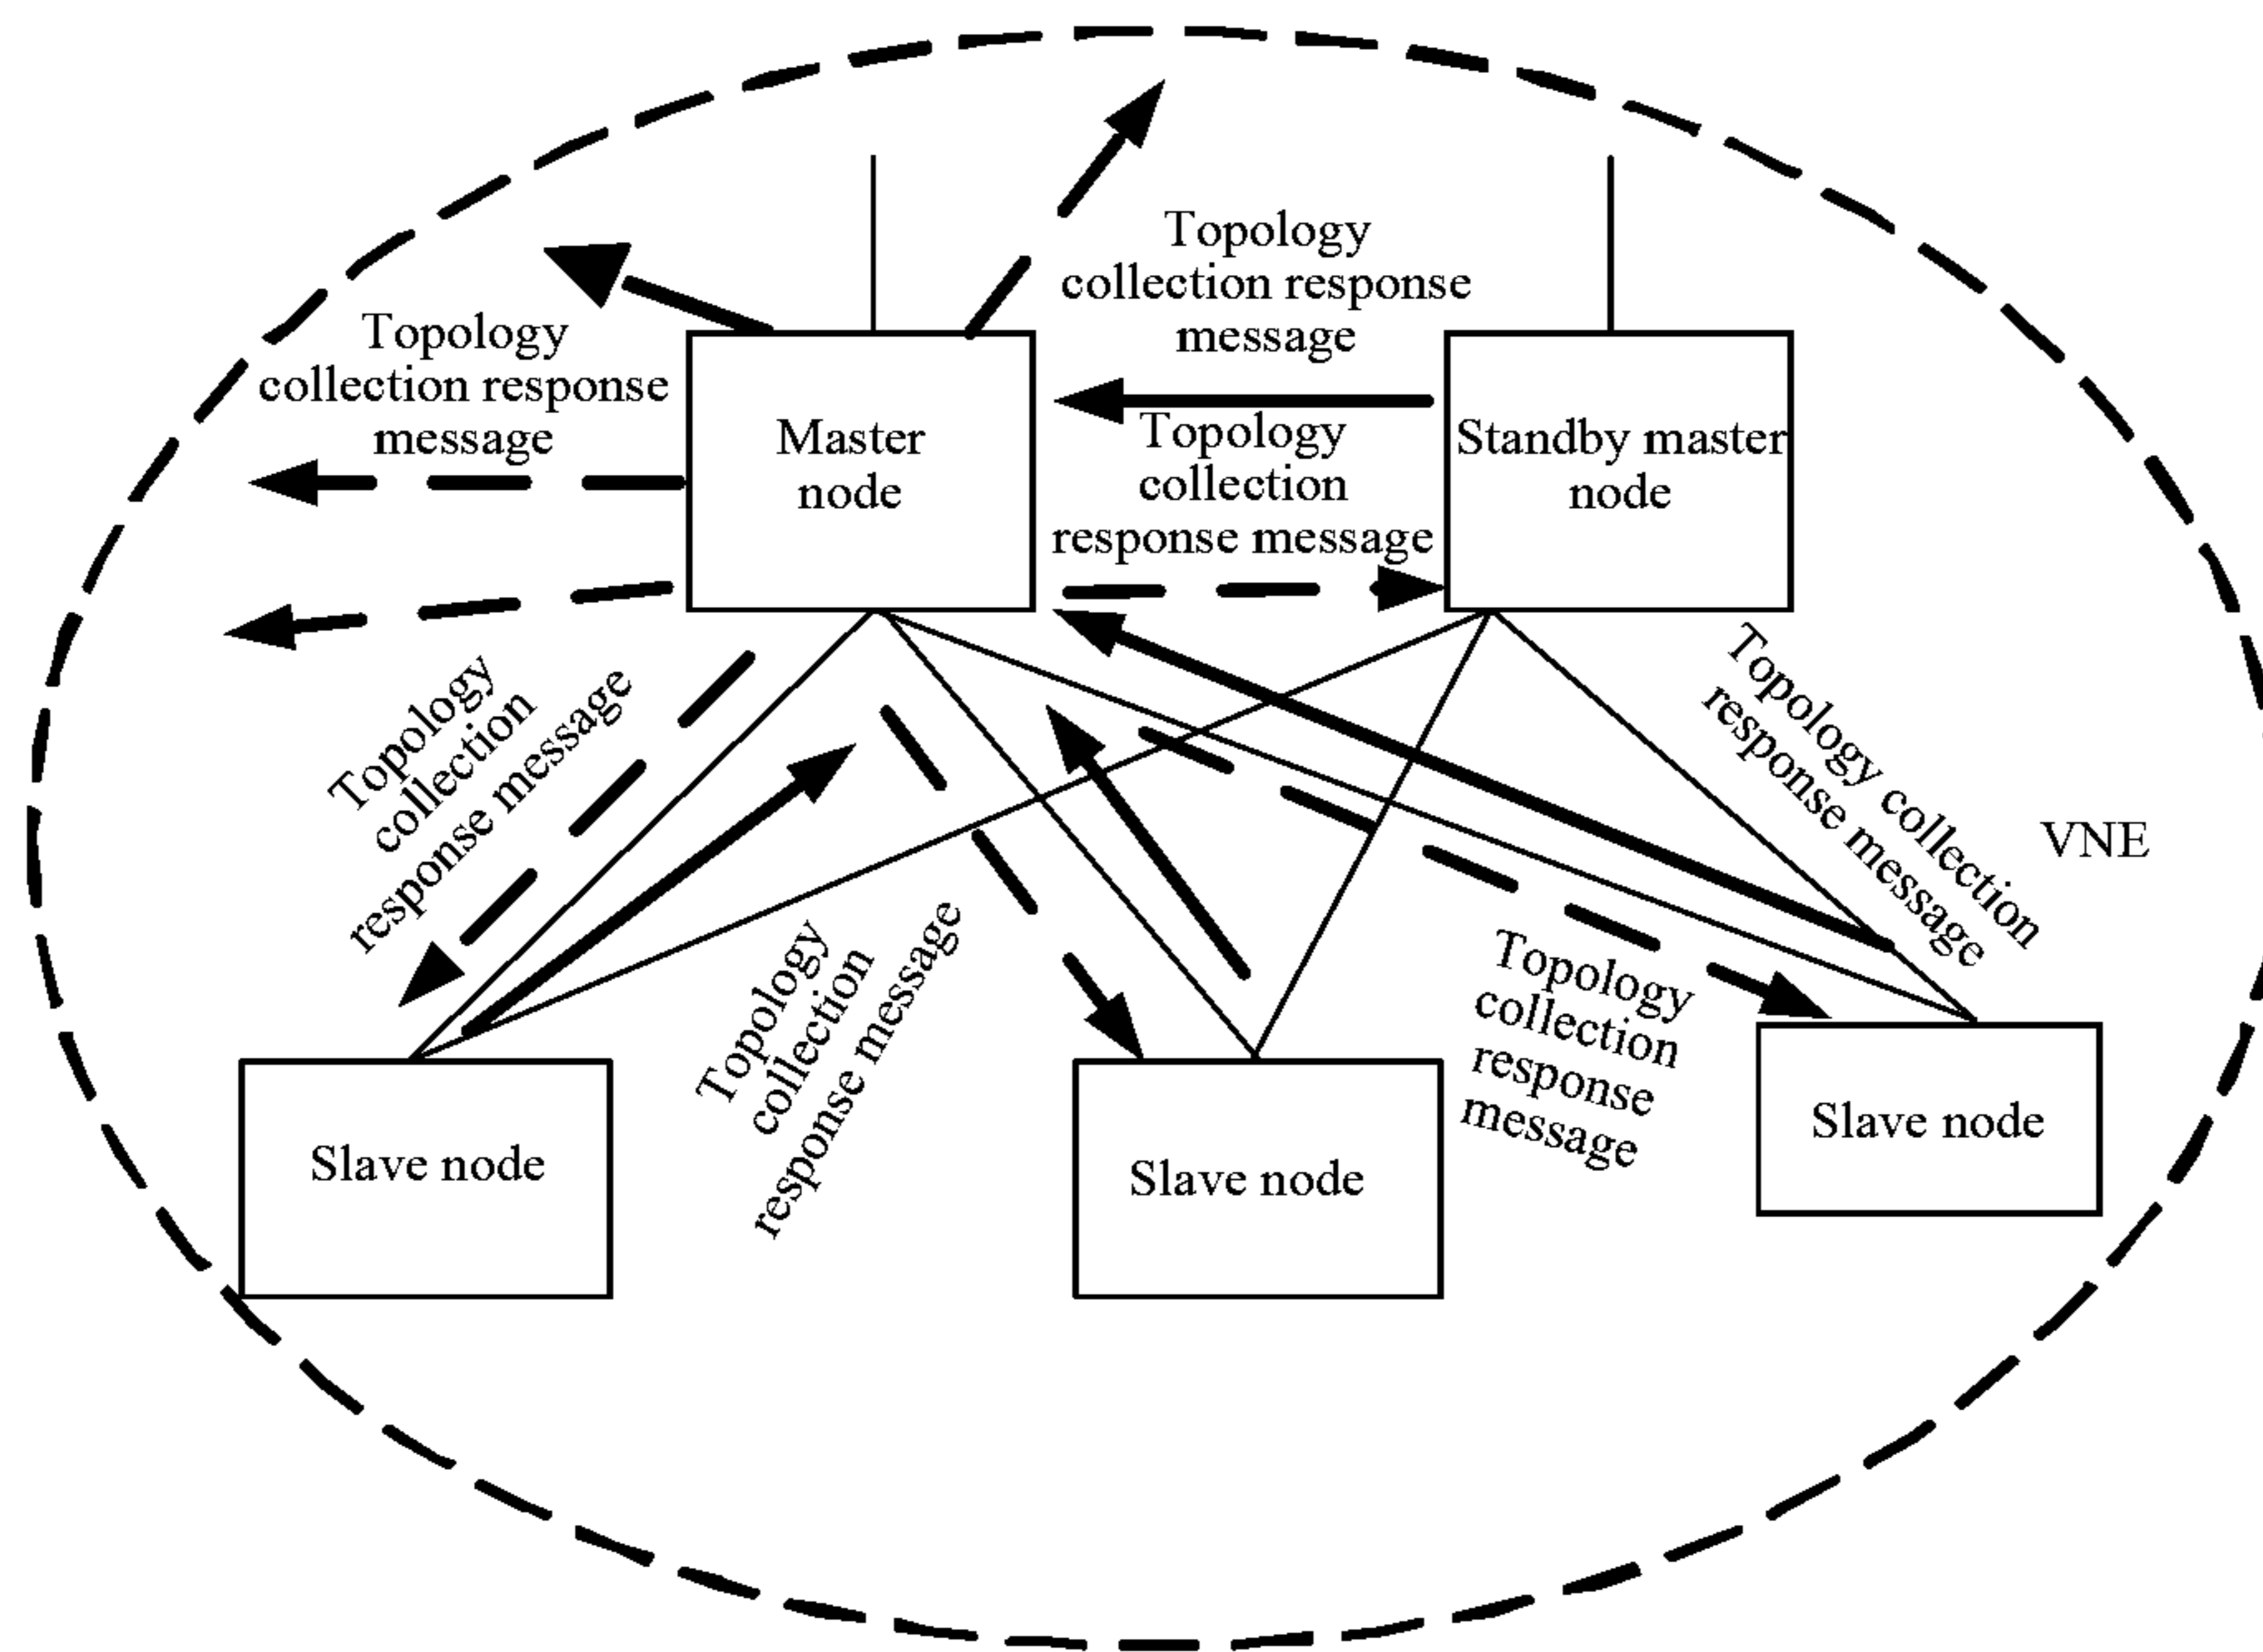 Topology
collection response
message
Topology
collection response
message
Master
node
Topology
collection
response message
Standby master
node
Topology
collection
response message
Topology collection
response message
VNE
Topology
collection
response message
Topology
collection
response
message
Slave node
Slave node
Slave node